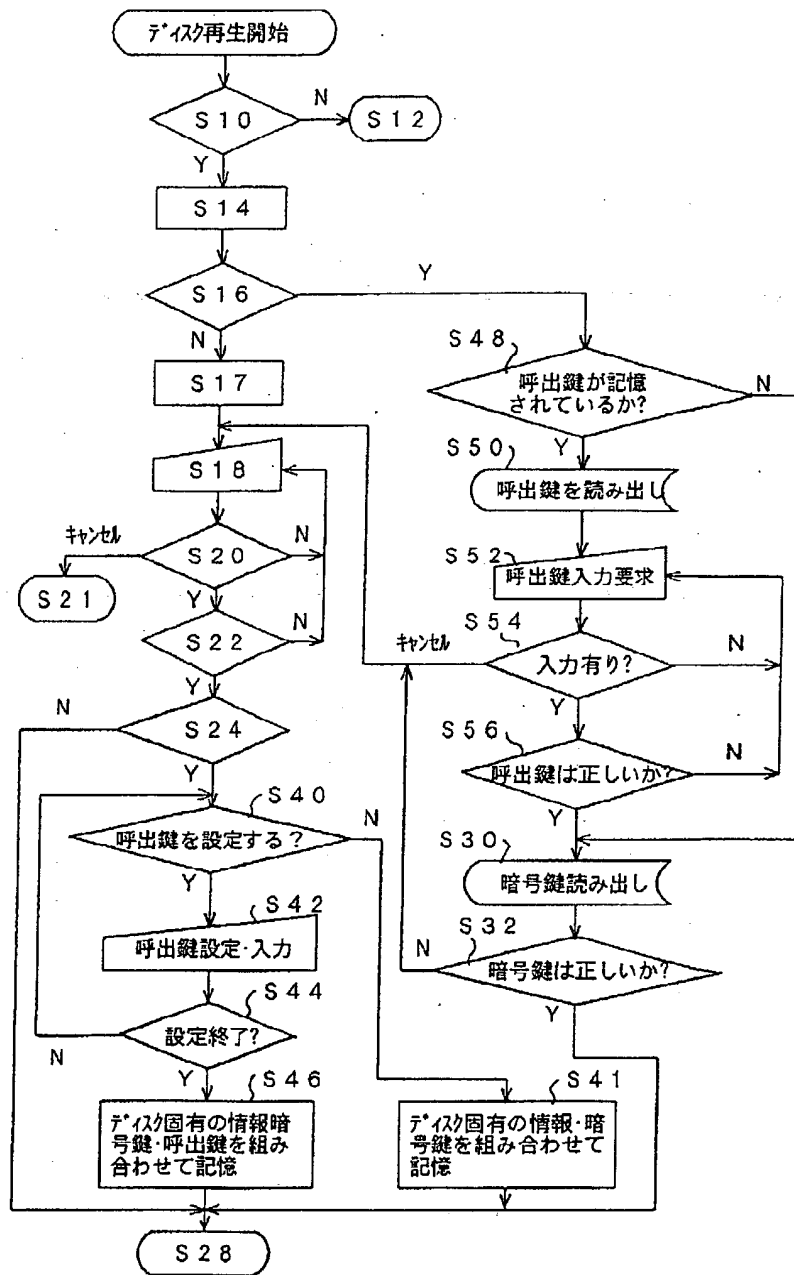 ディスク再生開始
S10
N
S12
Y
S14
S16
Y
N
S17
S18
S20
N
キャンセル
S21
Y
S22
N
Y
S24
N
Y
S40
呼出鍵を設定する?
N
Y
S42
呼出鍵設定・入力
S44
設定終了?
N
Y
S46
ディスク固有の情報暗
号鍵・呼出鍵を組み
合わせて記憶
S41
ディスク固有の情報・暗
号鍵を組み合わせて
記憶
S28
S48
呼出鍵が記憶
されているか?
N
Y
S50
呼出鍵を読み出し
S52
呼出鍵入力要求
S54
キャンセル
入力有り?
N
Y
S56
呼出鍵は正しいか?
N
Y
S30
暗号鍵読み出し
S32
N
暗号鍵は正しいか?
Y